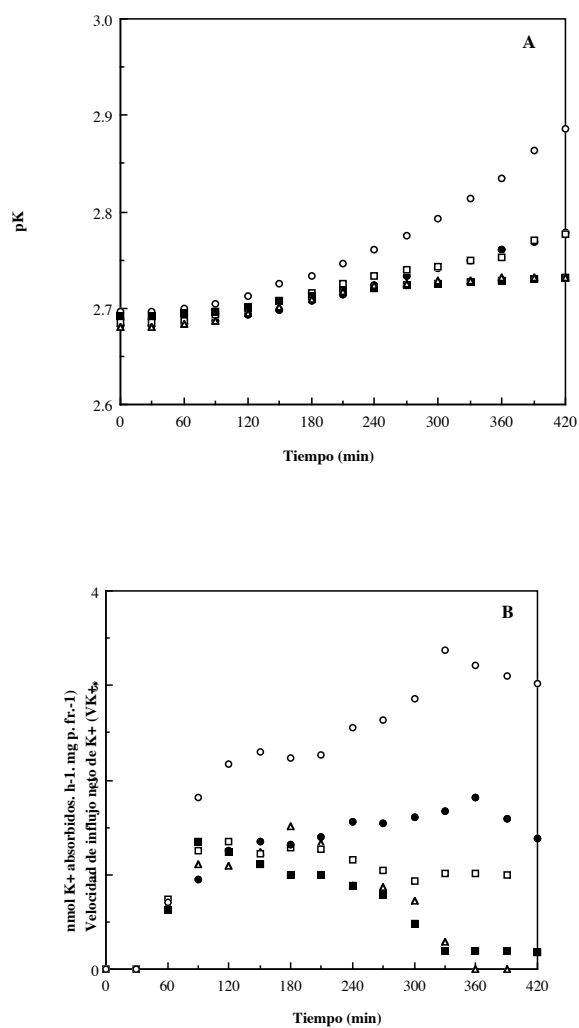 3.0
A
2.9
2.8
pK
2.7
2.6
0 60 120 180 240 300 360 420
Tiempo (min)
4
B
nmol K+ absorbidos. h-1. mg p. fr.-1)
Velocidad de influjo neto de K+ (VK+,
0
0 60 120 180 240 300 360 420
Tiempo (min)